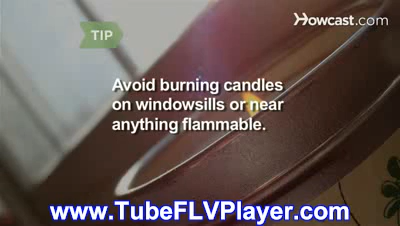 TIP
Howcast.com
Avoid burning candles
on windowsills or near
anything flammable.
www.TubeFLVPlayer.com